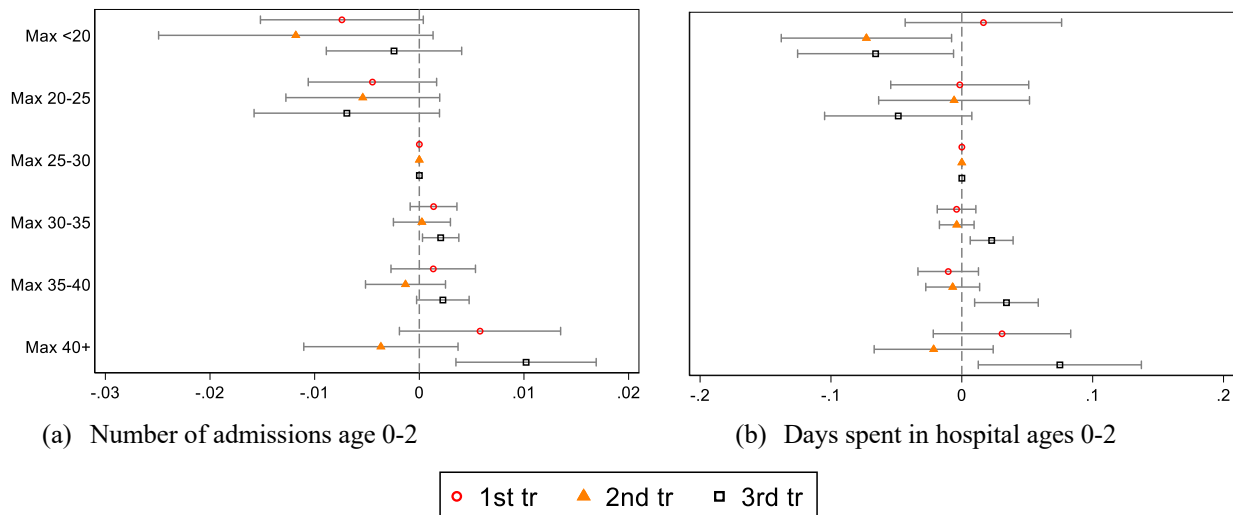 Max <20
Max 20-25
Max 25-30
Max 30-35
Max 35-40
Max 40+
-.03 -.02 -.01 0 .01 .02
-.2 -.1 0 .1 .2
(a) Number of admissions age 0-2
(b) Days spent in hospital ages 0-2
1st tr 2nd tr 3rd tr